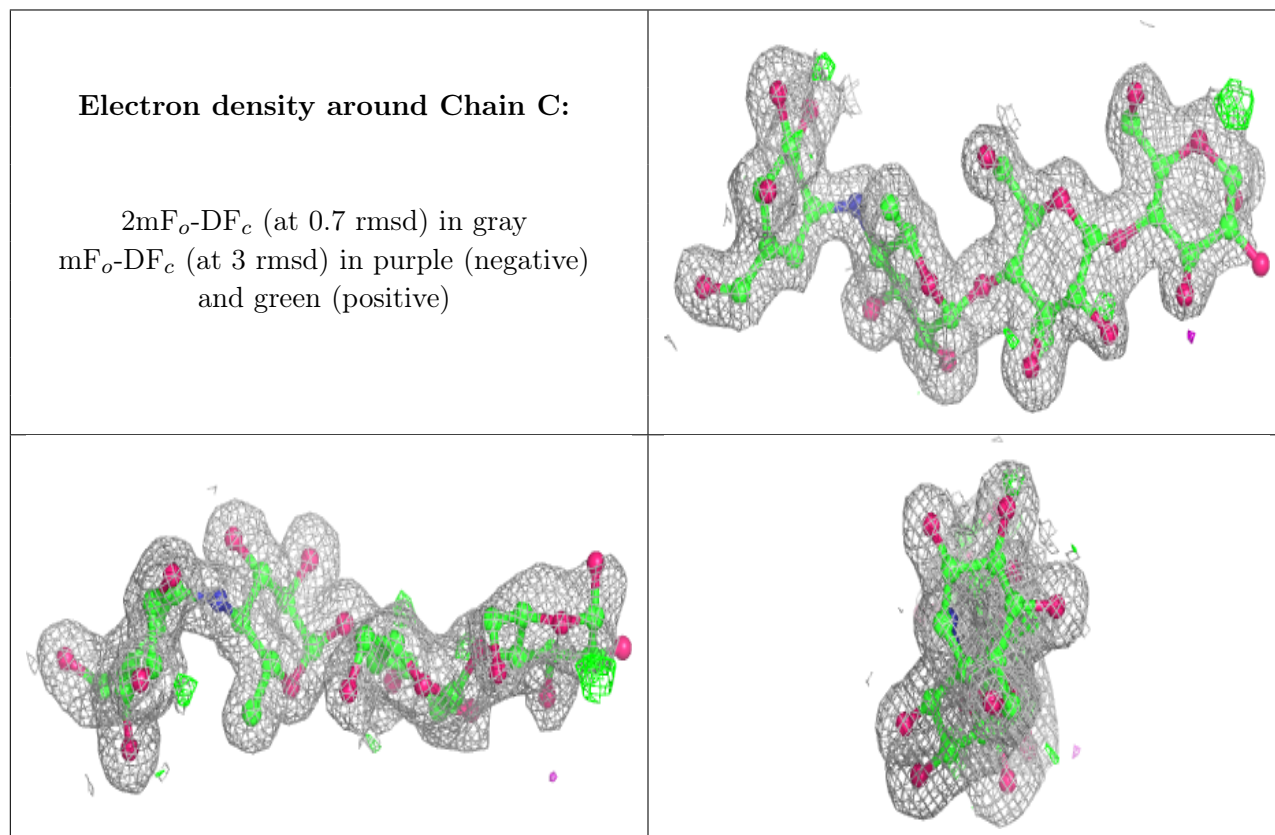 Electron density around Chain C:
2mFₒ-DF𝒸 (at 0.7 rmsd) in gray
mFₒ-DF𝒸 (at 3 rmsd) in purple (negative)
and green (positive)